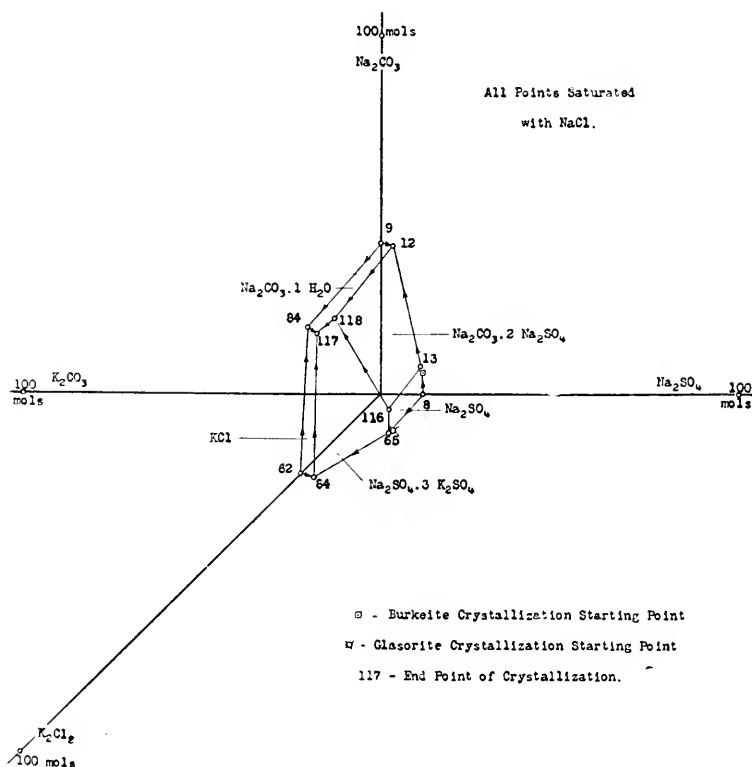 100 mols
Na₂CO₃
All Points Saturated
with NaCl.
9
12
Na₂CO₃.1 H₂O
84
118
117
Na₂CO₃.2 Na₂SO₄
13
100
mols
K₂CO₃
Na₂SO₄
100
mols
8
116
Na₂SO₄
65
KCl
62
64
Na₂SO₄.3 K₂SO₄
- Burkeite Crystallization Starting Point
- Glasorite Crystallization Starting Point
117 - End Point of Crystallization.
K₂Cl₂
100 mols